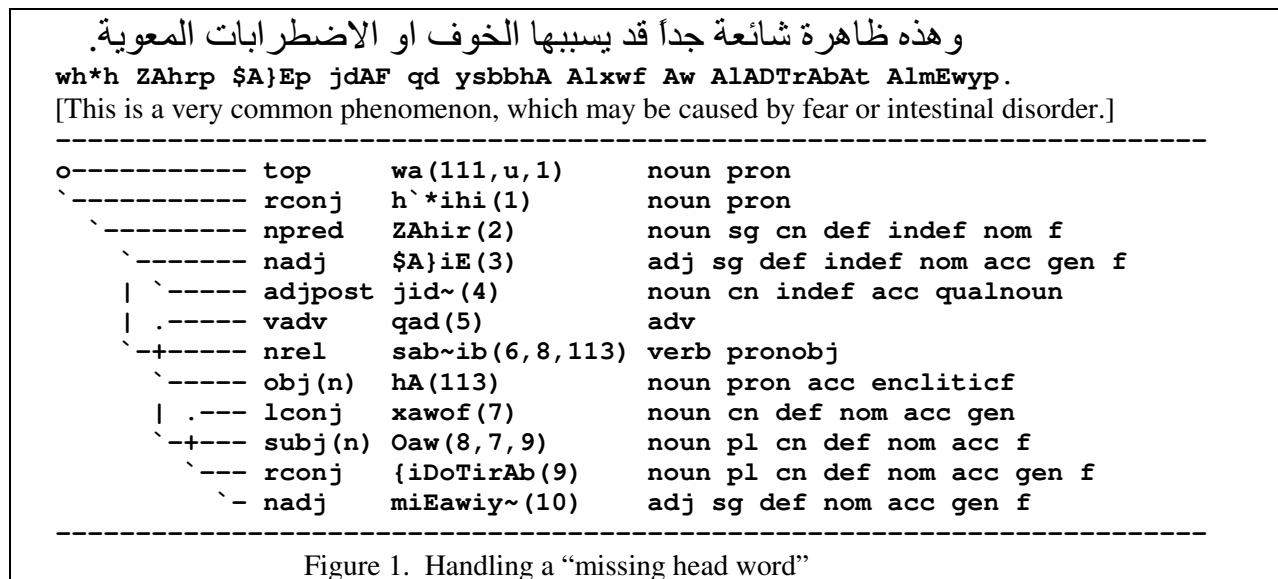 وهذه ظاهرة شائعة جداً قد يسببها الخوف او الاضطرابات المعوية.
wh*h ZAhrp $A}Ep jdAF qd ysbbhA Alxwf Aw AlADTrAbAt AlmEwyp.
[This is a very common phenomenon, which may be caused by fear or intestinal disorder.]
----------------------------------------------------------------------------
o----------- top      wa(111,u,1)     noun pron
`----------- rconj    h`*ihi(1)       noun pron
  `--------- npred    ZAhir(2)        noun sg cn def indef nom f
    `------- nadj     $A}iE(3)        adj sg def indef nom acc gen f
    | `----- adjpost  jid~(4)         noun cn indef acc qualnoun
    | .----- vadv     qad(5)          adv
    `-+----- nrel     sab~ib(6,8,113) verb pronobj
      `----- obj(n)   hA(113)         noun pron acc encliticf
      | .--- lconj    xawof(7)        noun cn def nom acc gen
      `-+--- subj(n)  Oaw(8,7,9)      noun pl cn def nom acc f
        `--- rconj    {iDoTirAb(9)    noun pl cn def nom acc gen f
          `- nadj     miEawiy~(10)    adj sg def nom acc gen f
----------------------------------------------------------------------------
Figure 1. Handling a “missing head word”